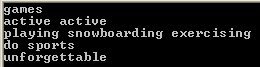 games
active active
playing snowboarding exercising
do sports
unforgettable